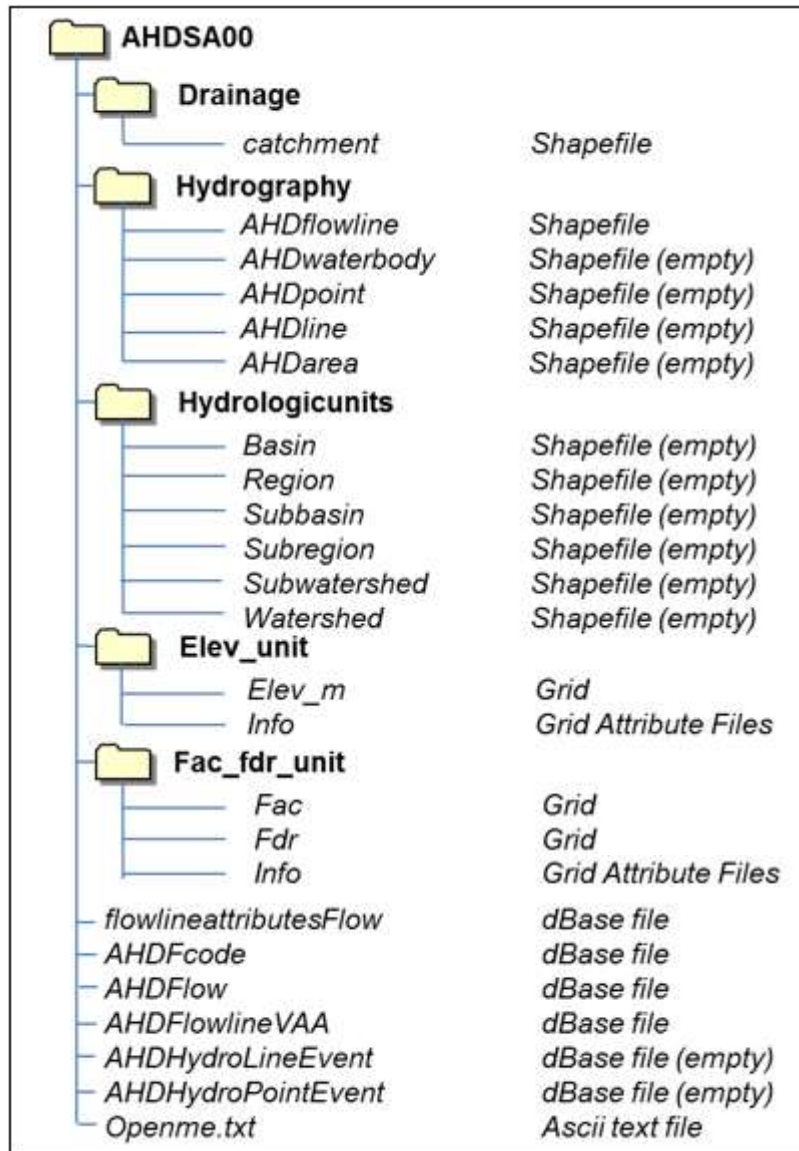 AHDSA00
Drainage
catchment Shapefile
Hydrography
AHDflowline Shapefile
AHDwaterbody Shapefile (empty)
AHDpoint Shapefile (empty)
AHDline Shapefile (empty)
AHDarea Shapefile (empty)
Hydrologicunits
Basin Shapefile (empty)
Region Shapefile (empty)
Subbasin Shapefile (empty)
Subregion Shapefile (empty)
Subwatershed Shapefile (empty)
Watershed Shapefile (empty)
Elev_unit
Elev_m Grid
Info Grid Attribute Files
Fac_fdr_unit
Fac Grid
Fdr Grid
Info Grid Attribute Files
flowlineattributesFlow dBase file
AHDFcode dBase file
AHDFlow dBase file
AHDFlowlineVAA dBase file
AHDHydroLineEvent dBase file (empty)
AHDHydroPointEvent dBase file (empty)
Openme.txt Ascii text file